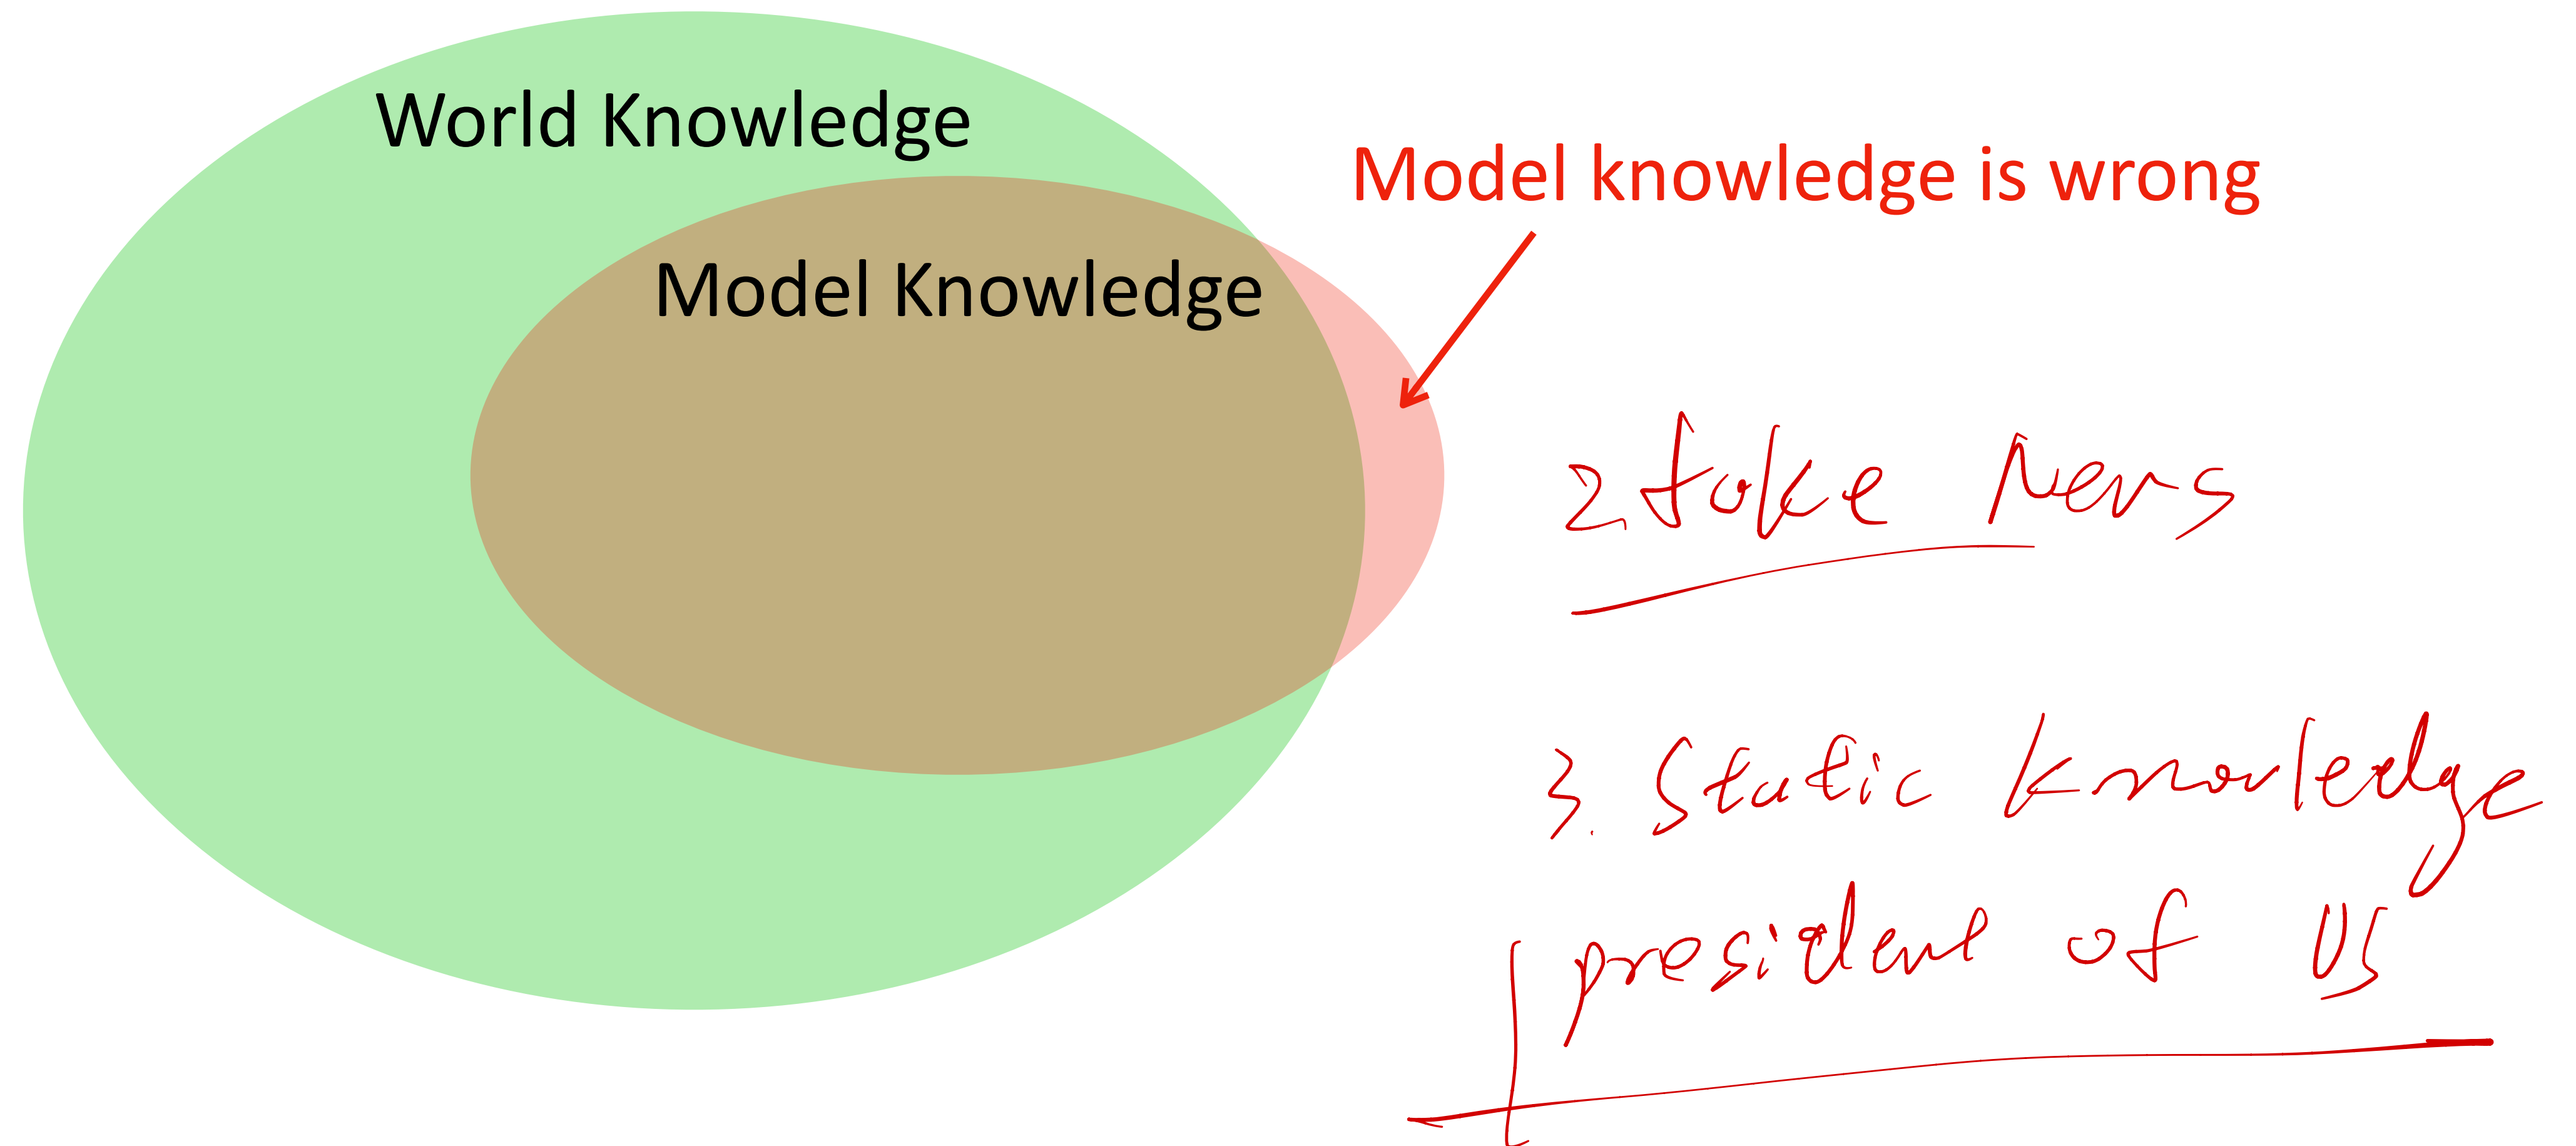 World Knowledge
Model Knowledge
Model knowledge is wrong
2. fake News
3. Static knowledge
president of US